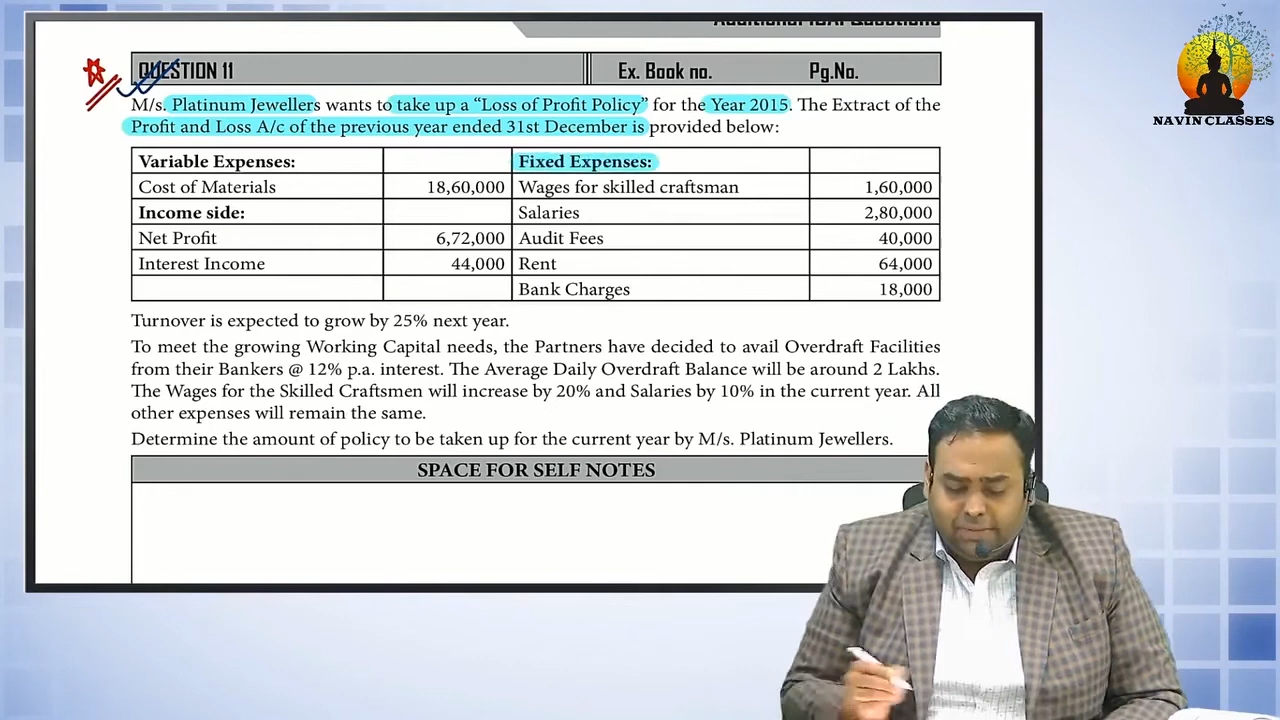 Additional ICAI Questions
QUESTION 11 Ex. Book no. Pg.No.
M/s. Platinum Jewellers wants to take up a “Loss of Profit Policy” for the Year 2015. The Extract of the
Profit and Loss A/c of the previous year ended 31st December is provided below:
Variable Expenses: Fixed Expenses:
Cost of Materials 18,60,000 Wages for skilled craftsman 1,60,000
Income side: Salaries 2,80,000
Net Profit 6,72,000 Audit Fees 40,000
Interest Income 44,000 Rent 64,000
Bank Charges 18,000
Turnover is expected to grow by 25% next year.
To meet the growing Working Capital needs, the Partners have decided to avail Overdraft Facilities
from their Bankers @ 12% p.a. interest. The Average Daily Overdraft Balance will be around 2 Lakhs.
The Wages for the Skilled Craftsmen will increase by 20% and Salaries by 10% in the current year. All
other expenses will remain the same.
Determine the amount of policy to be taken up for the current year by M/s. Platinum Jewellers.
SPACE FOR SELF NOTES
NAVIN CLASSES